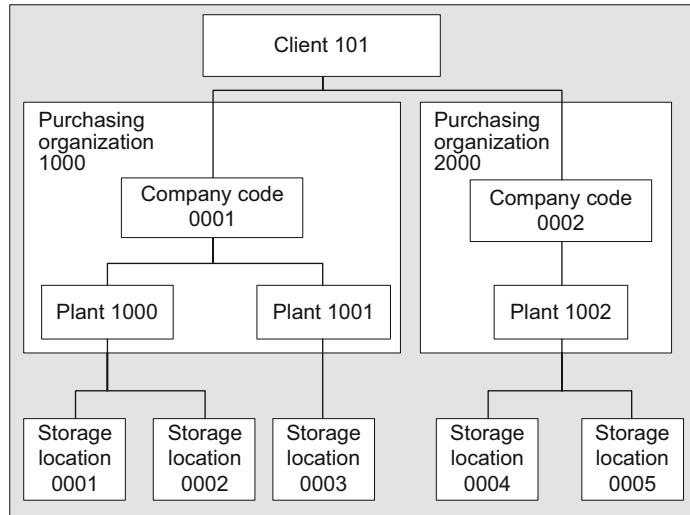 Client 101
Purchasing
organization
1000
Purchasing
organization
2000
Company code
0001
Company code
0002
Plant 1000
Plant 1001
Plant 1002
Storage
location
0001
Storage
location
0002
Storage
location
0003
Storage
location
0004
Storage
location
0005